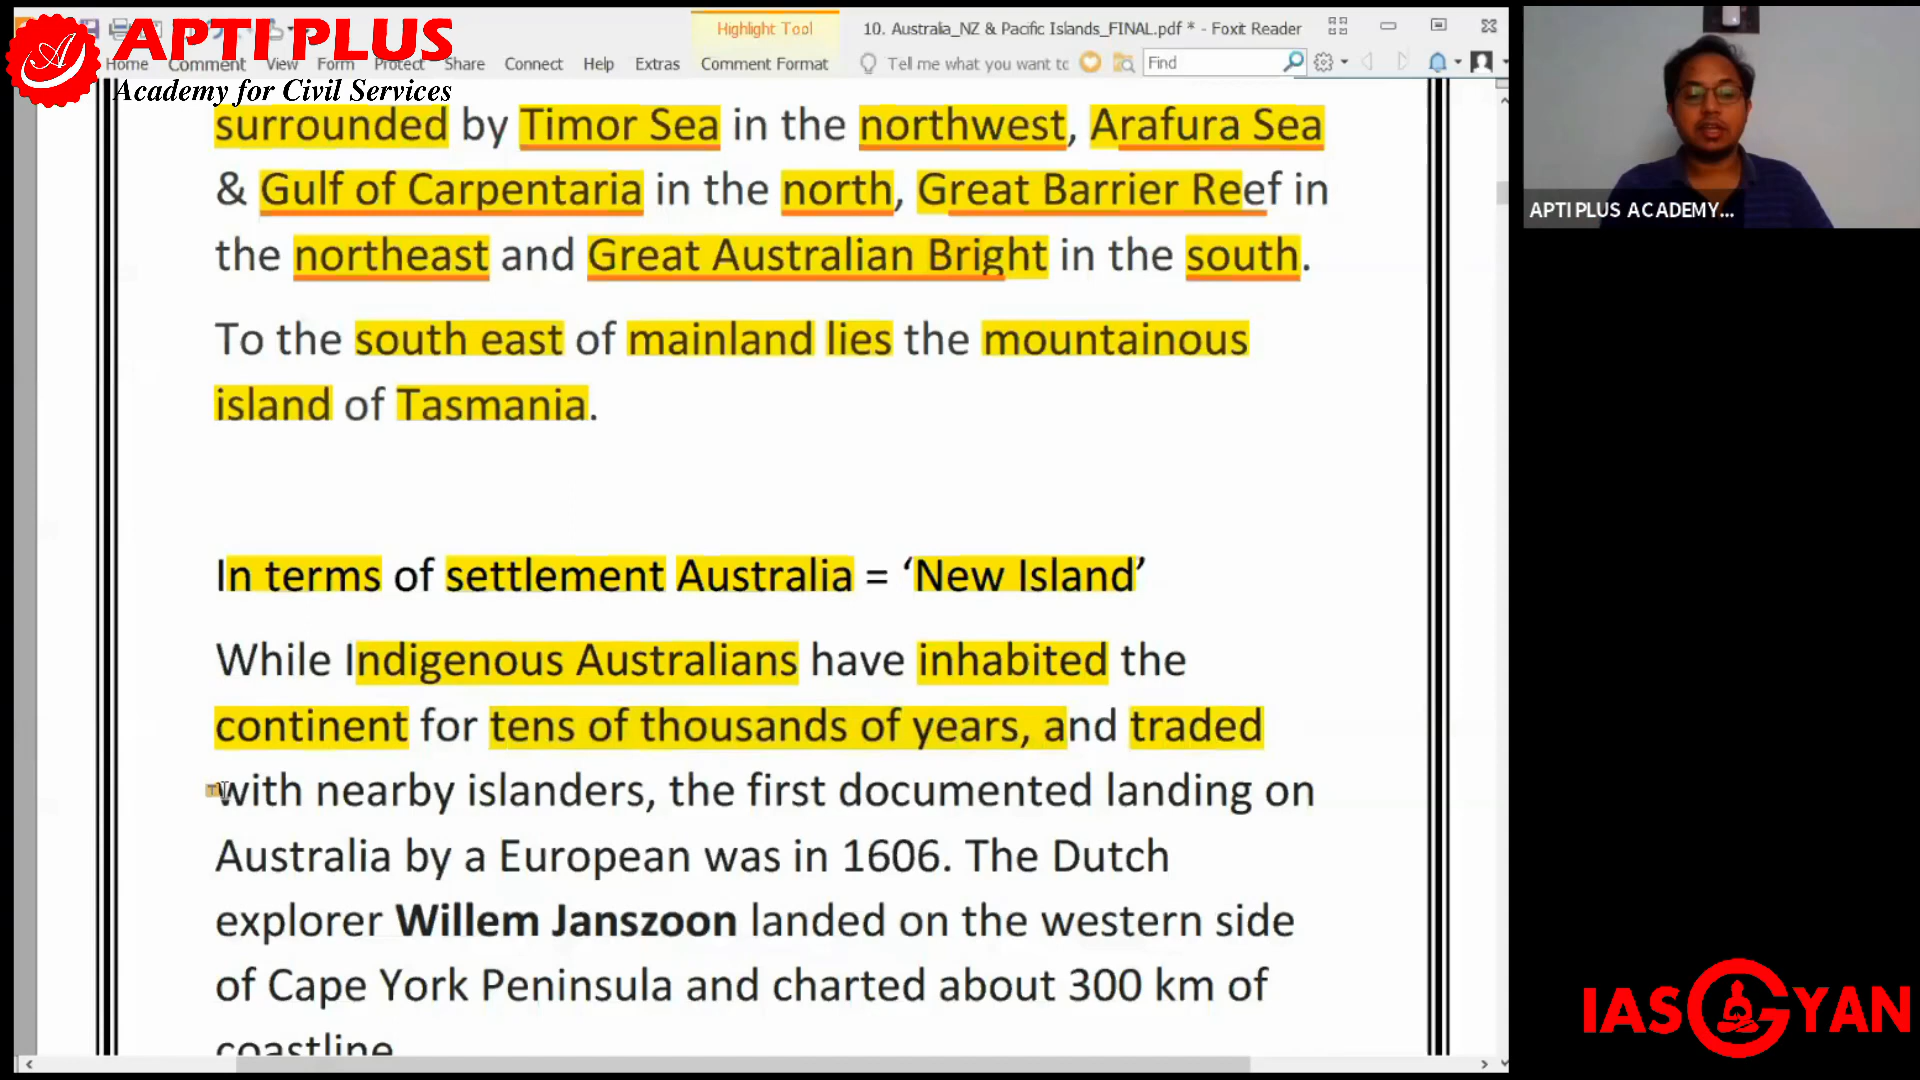 APTI PLUS
Academy for Civil Services
Highlight Tool
10. Australia_NZ & Pacific Islands_FINAL.pdf * - Foxit Reader
Home Comment View Form Protect Share Connect Help Extras Comment Format Tell me what you want tc Find
surrounded by Timor Sea in the northwest, Arafura Sea
& Gulf of Carpentaria in the north, Great Barrier Reef in
the northeast and Great Australian Bright in the south.
To the south east of mainland lies the mountainous
island of Tasmania.
In terms of settlement Australia = ‘New Island’
While Indigenous Australians have inhabited the
continent for tens of thousands of years, and traded
with nearby islanders, the first documented landing on
Australia by a European was in 1606. The Dutch
explorer Willem Janszoon landed on the western side
of Cape York Peninsula and charted about 300 km of
coastline
APTI PLUS ACADEMY...
IAS GYAN